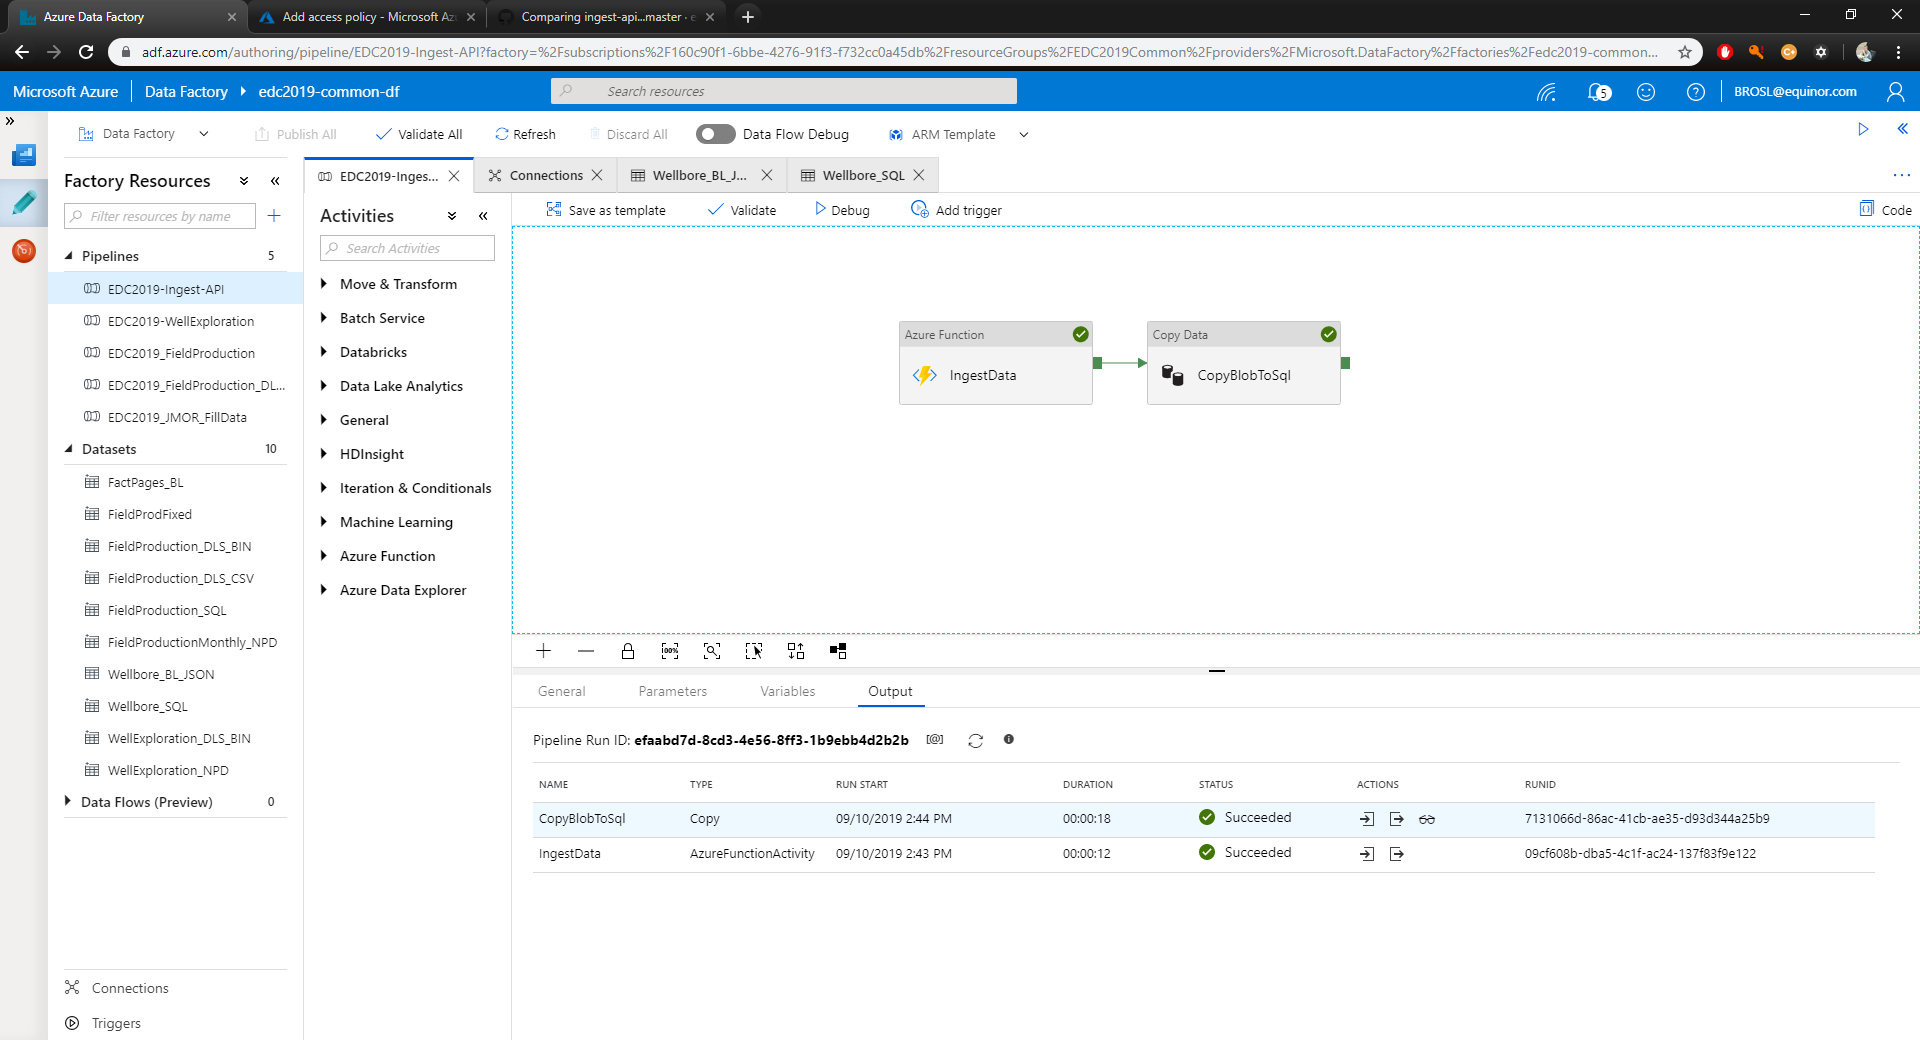 Azure Data Factory
Add access policy - Microsoft Az
Comparing ingest-api...master ·
adf.azure.com/authoring/pipeline/EDC2019-Ingest-API?factory=%2Fsubscriptions%2F160c90f1-6bbe-4276-91f3-f732cc0a45db%2FresourceGroups%2FEDC2019Common%2Fproviders%2FMicrosoft.DataFactory%2Ffactories%2Fedc2019-common...
Microsoft Azure
Data Factory
edc2019-common-df
Search resources
5
BROSL@equinor.com
Data Factory
Publish All
Validate All
Refresh
Discard All
Data Flow Debug
ARM Template
Factory Resources
Filter resources by name
Pipelines 5
EDC2019-Ingest-API
EDC2019-WellExploration
EDC2019_FieldProduction
EDC2019_FieldProduction_DL...
EDC2019_JMOR_FillData
Datasets 10
FactPages_BL
FieldProdFixed
FieldProduction_DLS_BIN
FieldProduction_DLS_CSV
FieldProduction_SQL
FieldProductionMonthly_NPD
Wellbore_BL_JSON
Wellbore_SQL
WellExploration_DLS_BIN
WellExploration_NPD
Data Flows (Preview) 0
Connections
Triggers
EDC2019-Inges...
Connections
Wellbore_BL_J...
Wellbore_SQL
Activities
Search Activities
Move & Transform
Batch Service
Databricks
Data Lake Analytics
General
HDInsight
Iteration & Conditionals
Machine Learning
Azure Function
Azure Data Explorer
Save as template
Validate
Debug
Add trigger
Code
Azure Function
IngestData
Copy Data
CopyBlobToSql
100%
General
Parameters
Variables
Output
Pipeline Run ID: efaabd7d-8cd3-4e56-8ff3-1b9ebb4d2b2b [@]
NAME TYPE RUN START DURATION STATUS ACTIONS RUNID
CopyBlobToSql Copy 09/10/2019 2:44 PM 00:00:18 Succeeded 7131066d-86ac-41cb-ae35-d93d344a25b9
IngestData AzureFunctionActivity 09/10/2019 2:43 PM 00:00:12 Succeeded 09cf608b-dba5-4c1f-ac24-137f83f9e122